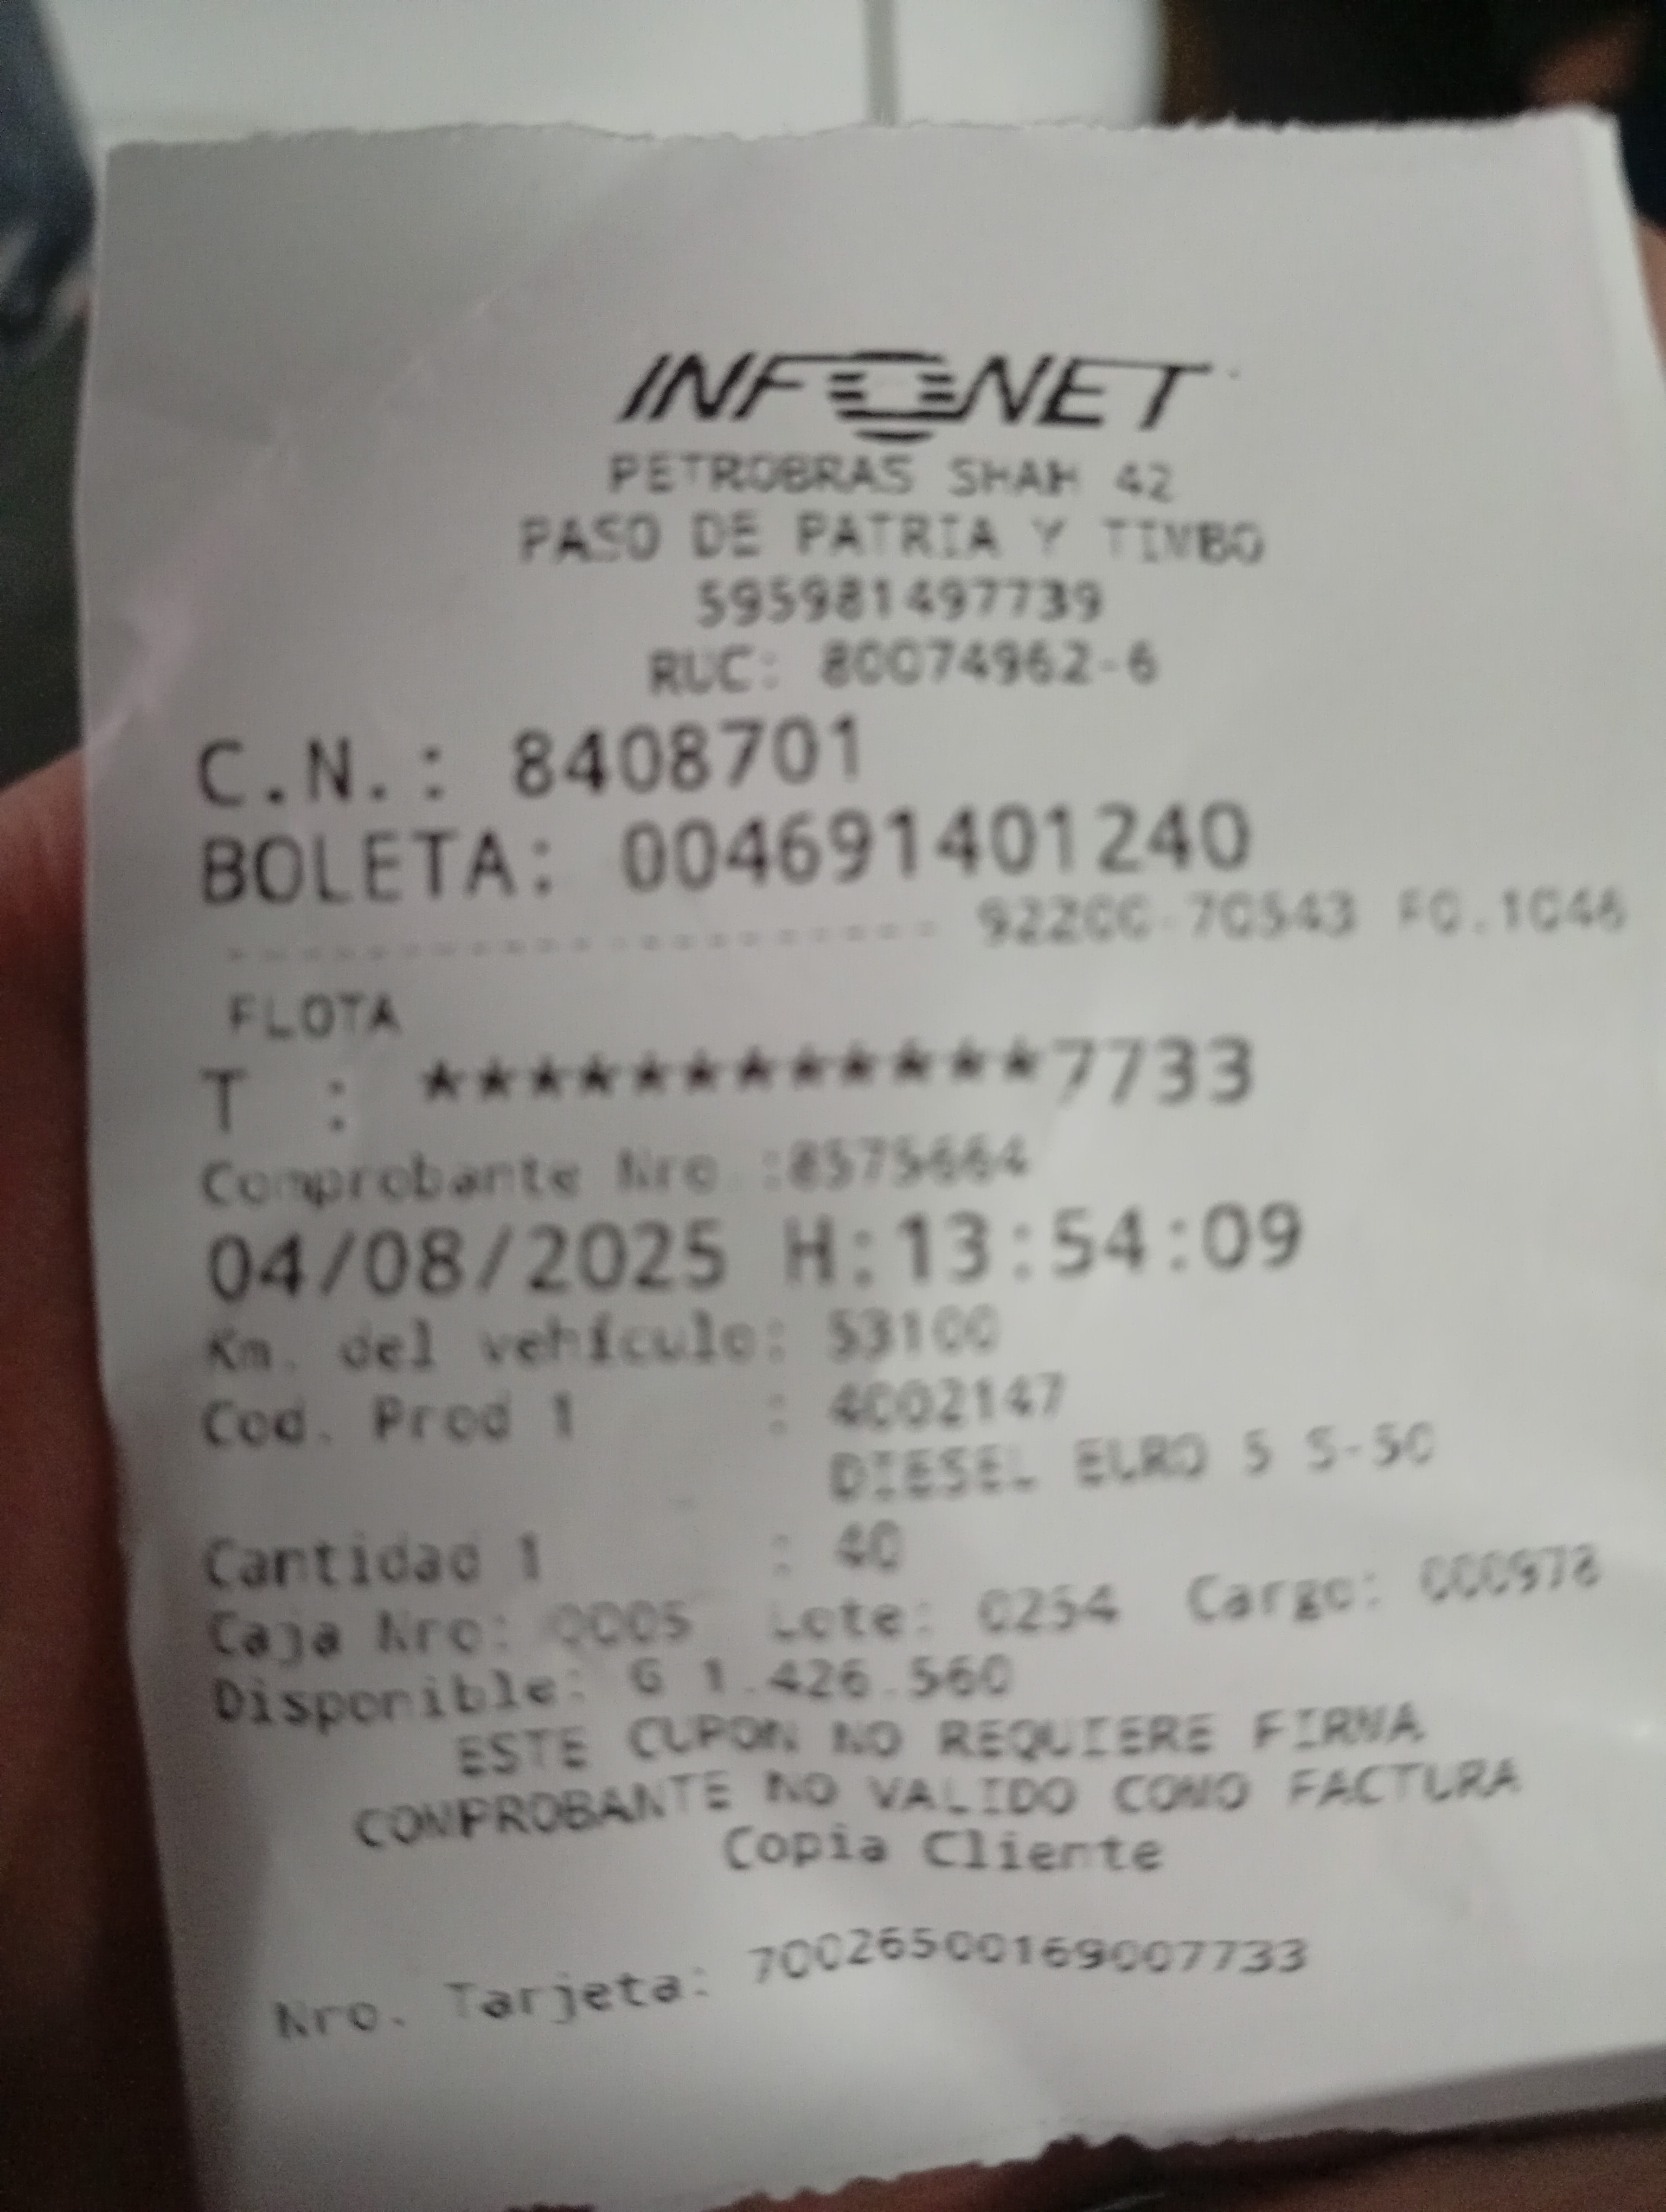 INFONET
PETROBRAS SHAH 42
PASO DE PATRIA Y TIMBO
595981497739
RUC: 80074962-6
C.N.: 8408701
BOLETA: 004691401240
-------------------- 92200-70543 FO.1046
FLOTA
T : ************7733
Comprobante Nro :8575664
04/08/2025 H:13:54:09
Km. del vehículo: 53100
Cod. Prod 1 : 4002147
DIESEL EURO 5 S-50
Cantidad 1 : 40
Caja Nro: 0005 Lote: 0254 Cargo: 000978
Disponible: G 1.426.560
ESTE CUPON NO REQUIERE FIRMA
COMPROBANTE NO VALIDO COMO FACTURA
Copia Cliente
Nro. Tarjeta: 70026500169007733